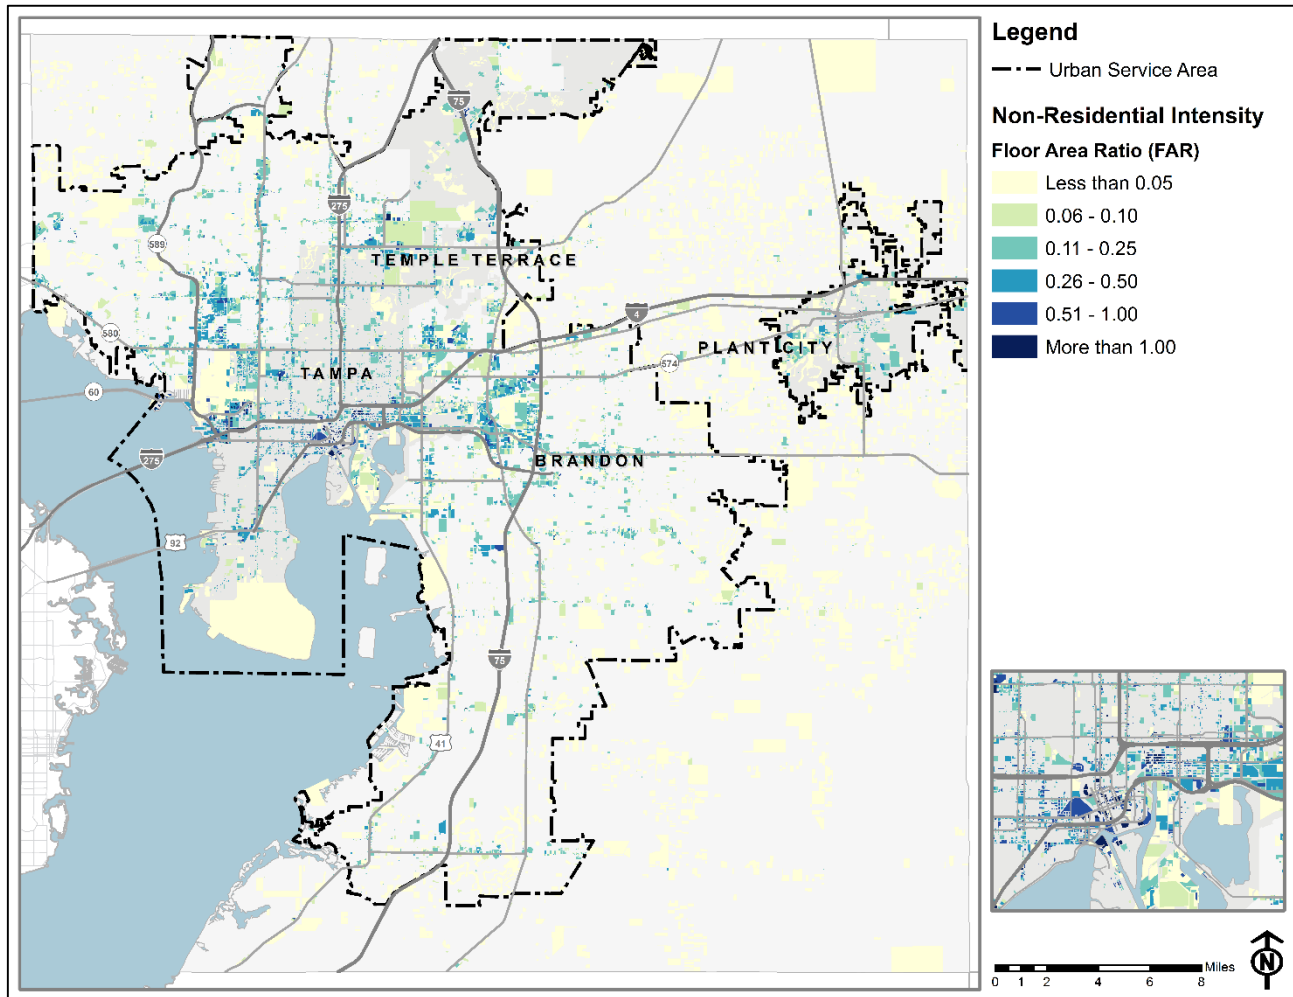 Legend
Urban Service Area
Non-Residential Intensity
Floor Area Ratio (FAR)
Less than 0.05
0.06 - 0.10
0.11 - 0.25
0.26 - 0.50
0.51 - 1.00
More than 1.00
75
275
589
TEMPLE TERRACE
4
580
PLANT CITY
574
TAMPA
60
BRANDON
275
92
75
41
Miles
0 1 2 4 6 8
N